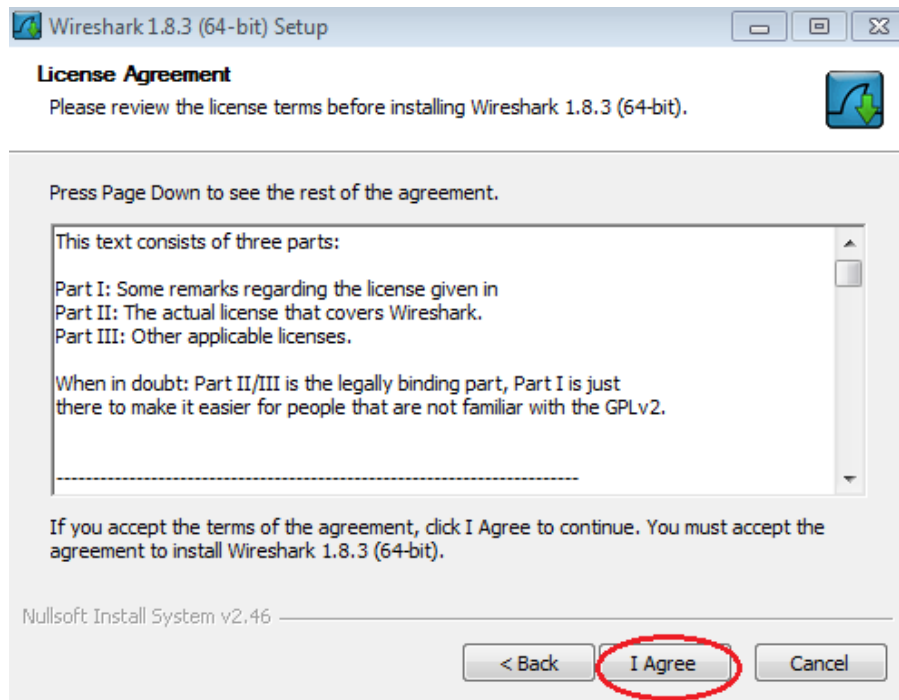 Wireshark 1.8.3 (64-bit) Setup
License Agreement
Please review the license terms before installing Wireshark 1.8.3 (64-bit).
Press Page Down to see the rest of the agreement.
This text consists of three parts:
Part I: Some remarks regarding the license given in
Part II: The actual license that covers Wireshark.
Part III: Other applicable licenses.
When in doubt: Part II/III is the legally binding part, Part I is just
there to make it easier for people that are not familiar with the GPLv2.
------------------------------------------------------------------------
If you accept the terms of the agreement, click I Agree to continue. You must accept the
agreement to install Wireshark 1.8.3 (64-bit).
Nullsoft Install System v2.46
< Back I Agree Cancel